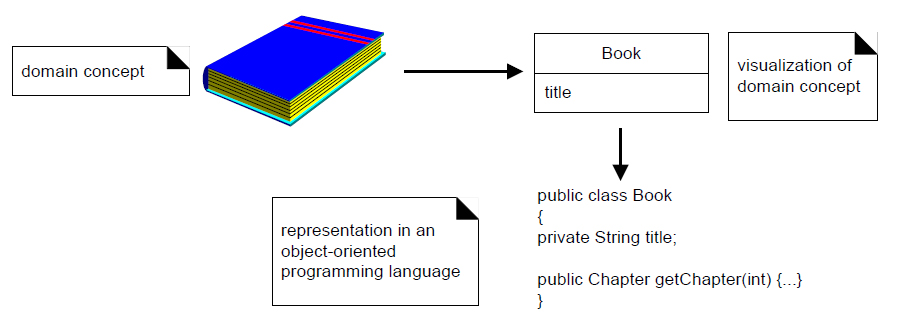 domain concept
Book
title
visualization of
domain concept
representation in an
object-oriented
programming language
public class Book
{
private String title;
public Chapter getChapter(int) {...}
}